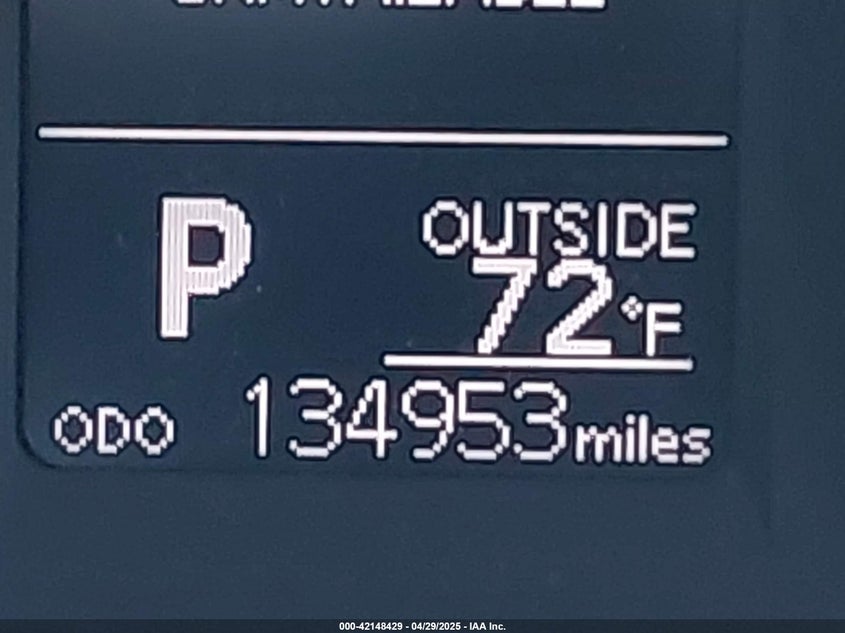 P
OUTSIDE
72°F
ODO 134953 miles
000-42148429 - 04/29/2025 - IAA Inc.